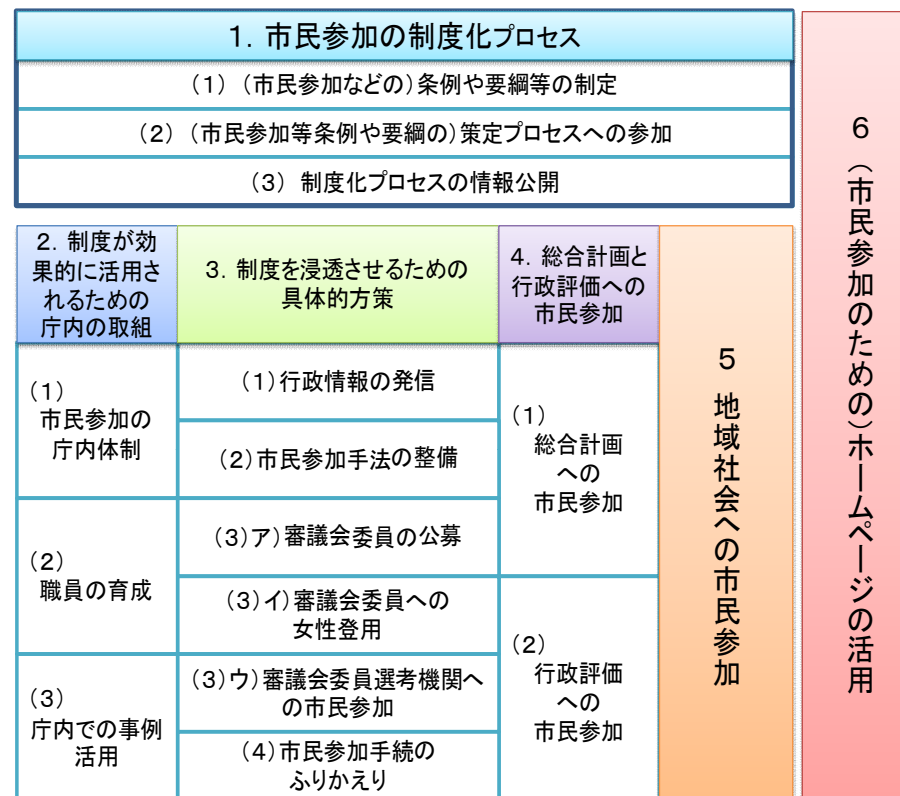 1．市民参加の制度化プロセス
（1）（市民参加などの）条例や要綱等の制定
（2）（市民参加等条例や要綱の）策定プロセスへの参加
（3）制度化プロセスの情報公開
2．制度が効
果的に活用さ
れるための
庁内の取組
（1）
市民参加の
庁内体制
（2）
職員の育成
（3）
庁内での事例
活用
3．制度を浸透させるための
具体的方策
（1）行政情報の発信
（2）市民参加手法の整備
（3）ア）審議会委員の公募
（3）イ）審議会委員への
女性登用
（3）ウ）審議会委員選考機関へ
の市民参加
（4）市民参加手続の
ふりかえり
4．総合計画と
行政評価への
市民参加
（1）
総合計画
への
市民参加
（2）
行政評価
への
市民参加
5　地域社会への市民参加
6　（市民参加のための）ホームページの活用